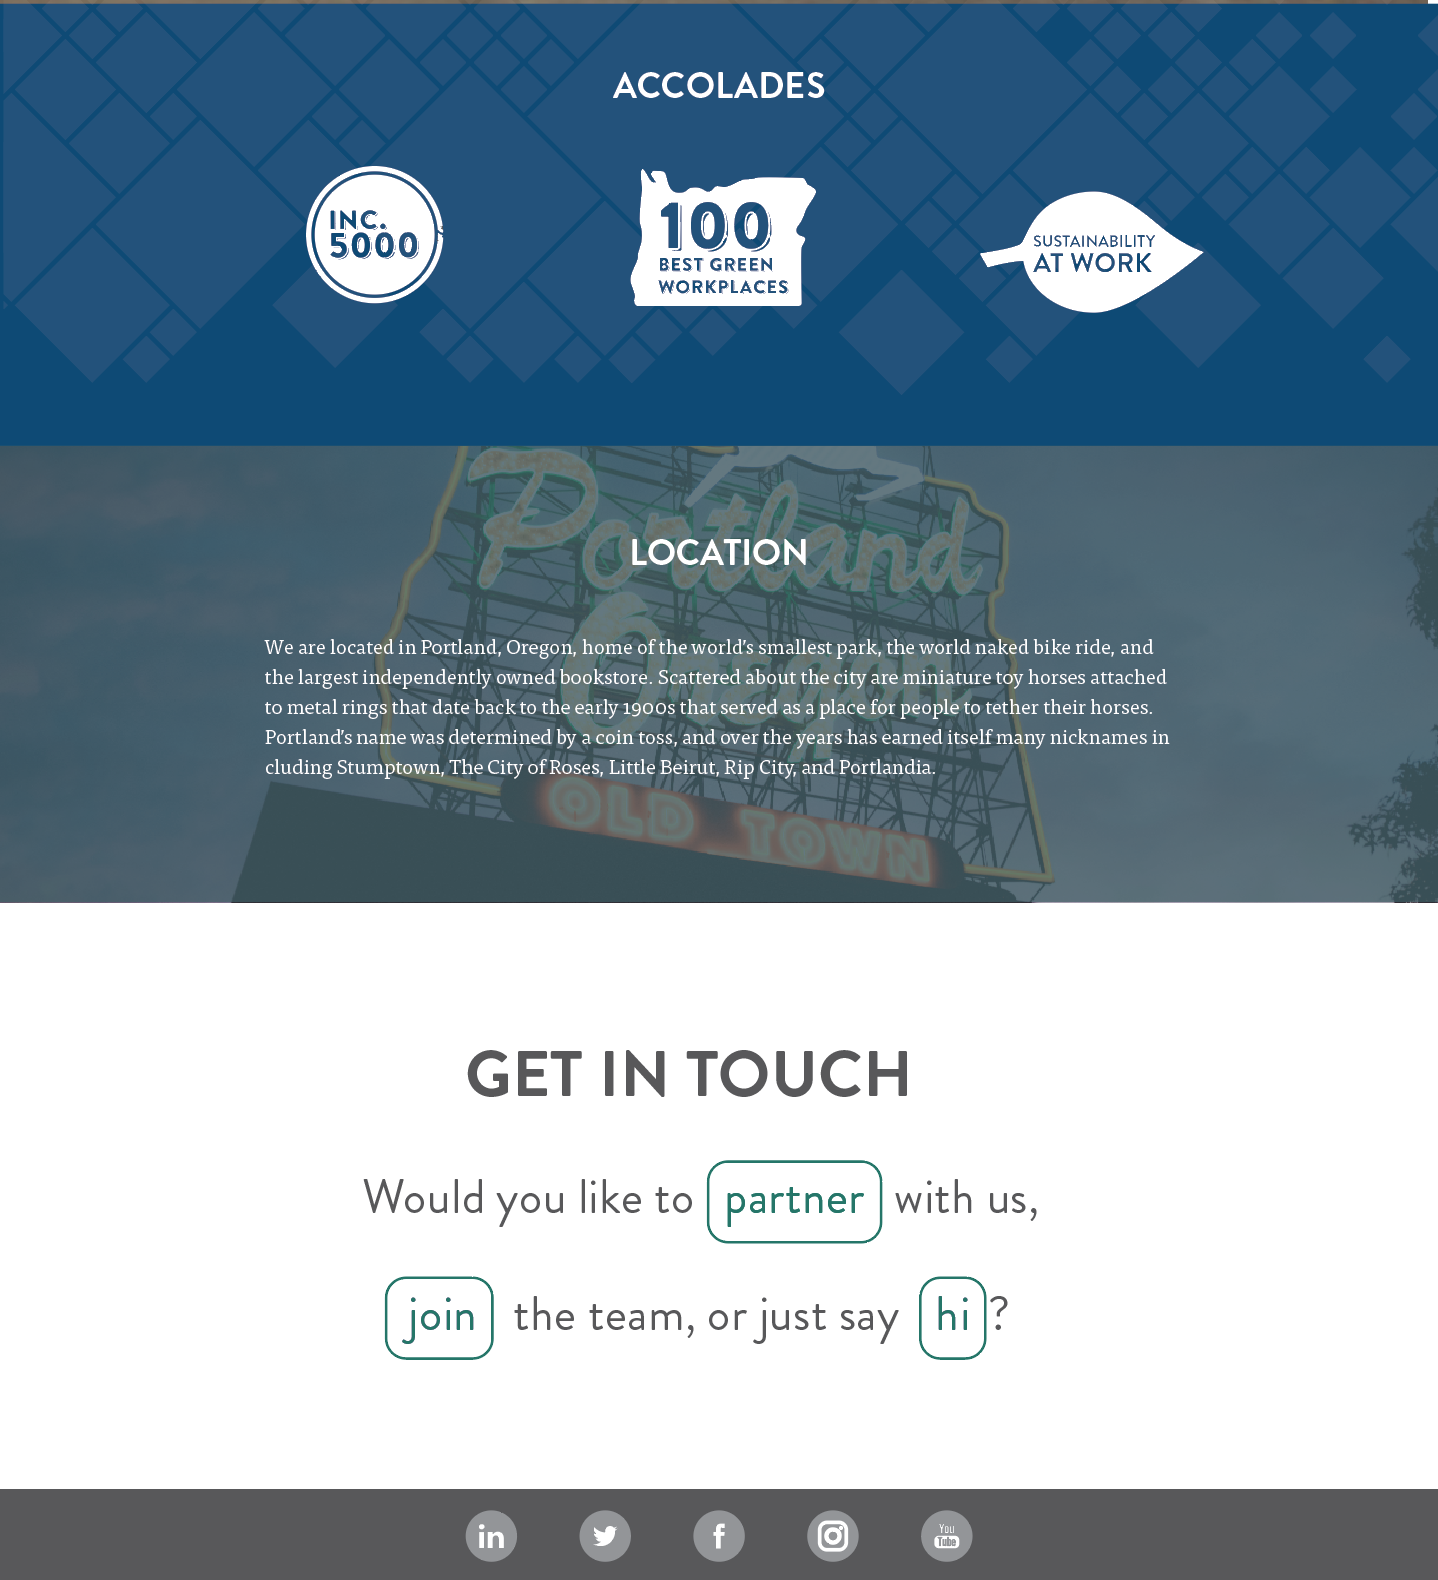 ACCOLADES
INC.
5000
100
BEST GREEN
WORKPLACES
SUSTAINABILITY
AT WORK
Portland
Oregon
OLD TOWN
LOCATION
We are located in Portland, Oregon, home of the world's smallest park, the world naked bike ride, and
the largest independently owned bookstore. Scattered about the city are miniature toy horses attached
to metal rings that date back to the early 1900s that served as a place for people to tether their horses.
Portland's name was determined by a coin toss, and over the years has earned itself many nicknames in
cluding Stumptown, The City of Roses, Little Beirut, Rip City, and Portlandia.
GET IN TOUCH
Would you like to partner with us,
join the team, or just say hi?
in
f
You
Tube